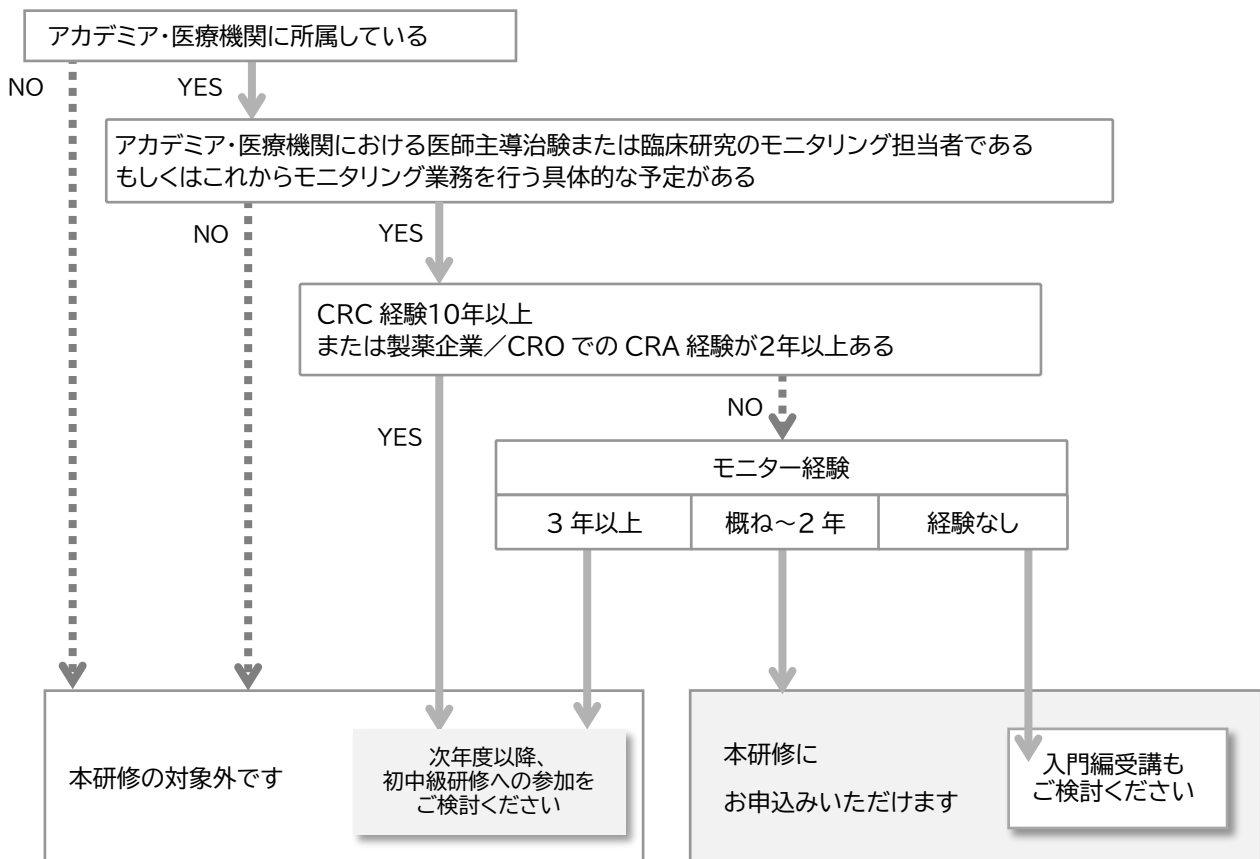 アカデミア・医療機関に所属している
NO
YES
アカデミア・医療機関における医師主導治験または臨床研究のモニタリング担当者である
もしくはこれからモニタリング業務を行う具体的な予定がある
NO
YES
CRC 経験10年以上
または製薬企業／CRO での CRA 経験が2年以上ある
YES
NO
モニター経験
3 年以上
概ね～2 年
経験なし
本研修の対象外です
次年度以降、
初中級研修への参加を
ご検討ください
本研修に
お申込みいただけます
入門編受講も
ご検討ください